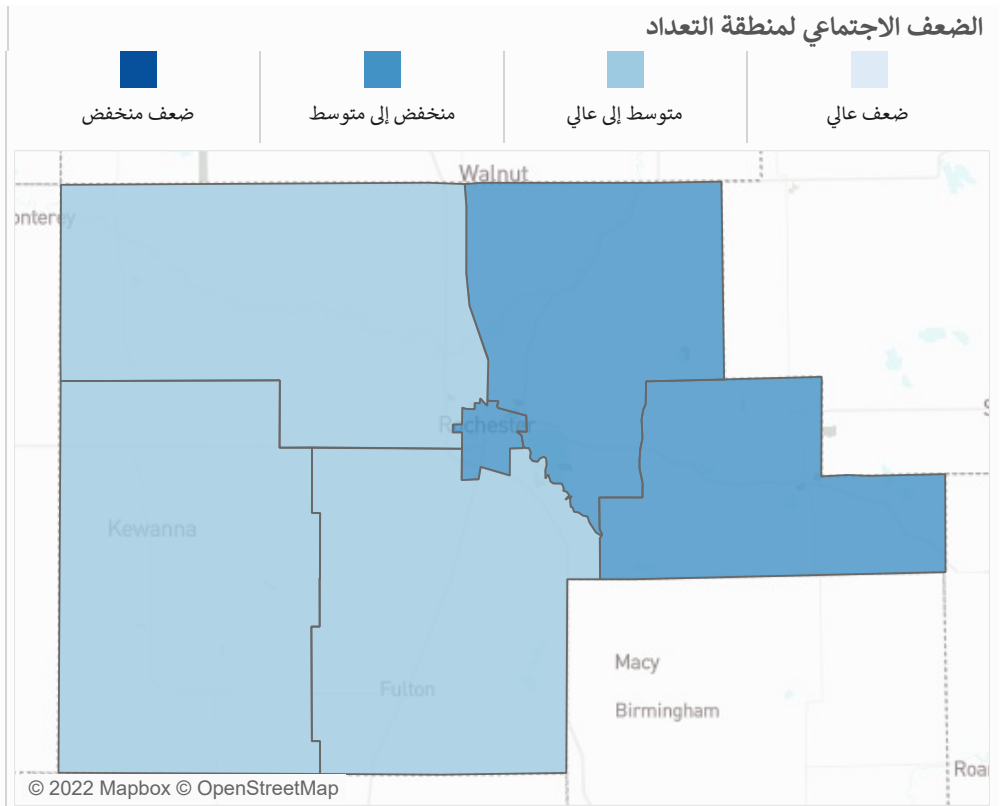 الضعف الاجتماعي لمنطقة التعداد
ضعف عالي
متوسط إلى عالي
منخفض إلى متوسط
ضعف منخفض
Walnut
onterey
Rochester
Kewanna
Fulton
Macy
Birmingham
Roa
© 2022 Mapbox © OpenStreetMap